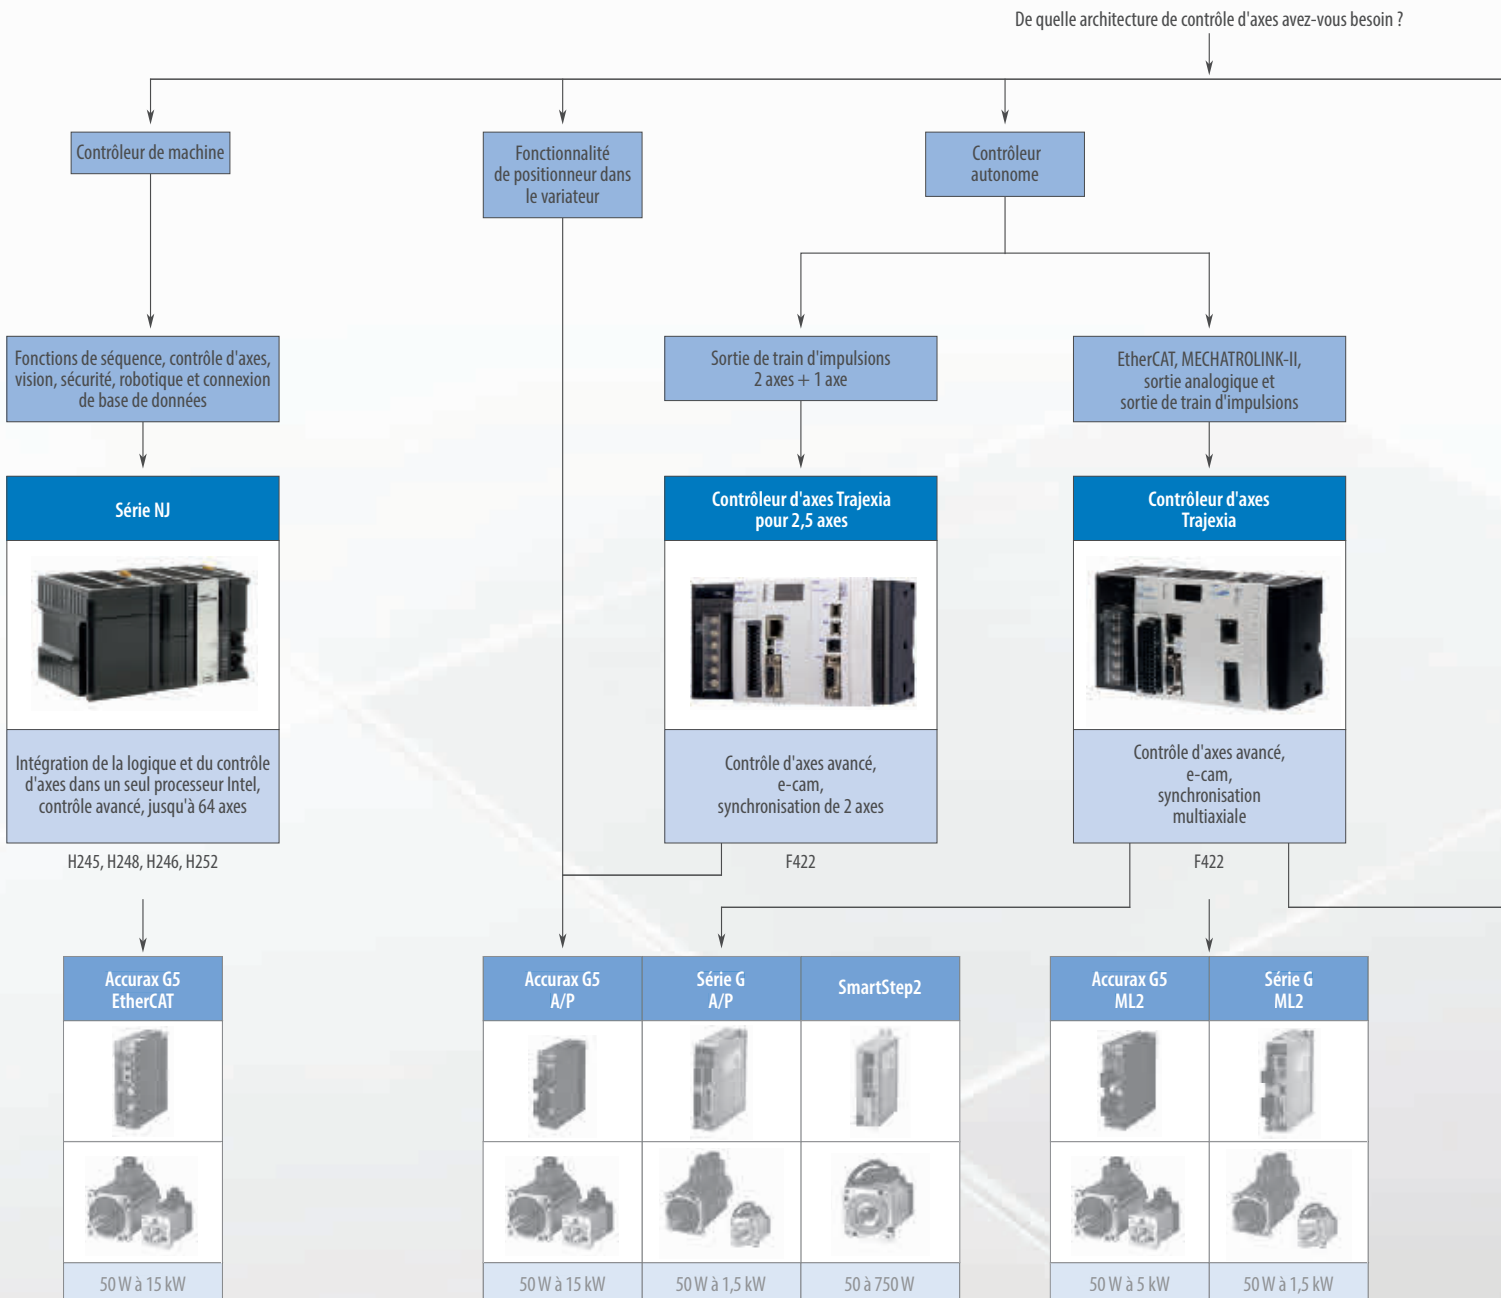 De quelle architecture de contrôle d'axes avez-vous besoin ?
Contrôleur de machine
Fonctionnalité
de positionneur dans
le variateur
Contrôleur
autonome
Fonctions de séquence, contrôle d'axes,
vision, sécurité, robotique et connexion
de base de données
Sortie de train d'impulsions
2 axes + 1 axe
EtherCAT, MECHATROLINK-II,
sortie analogique et
sortie de train d'impulsions
Série NJ
Contrôleur d'axes Trajexia
pour 2,5 axes
Contrôleur d'axes
Trajexia
Intégration de la logique et du contrôle
d'axes dans un seul processeur Intel,
contrôle avancé, jusqu'à 64 axes
Contrôle d'axes avancé,
e-cam,
synchronisation de 2 axes
Contrôle d'axes avancé,
e-cam,
synchronisation
multiaxiale
H245, H248, H246, H252
F422
F422
Accurax G5
EtherCAT
Accurax G5
A/P
Série G
A/P
SmartStep2
Accurax G5
ML2
Série G
ML2
50 W à 15 kW
50 W à 15 kW
50 W à 1,5 kW
50 à 750 W
50 W à 5 kW
50 W à 1,5 kW